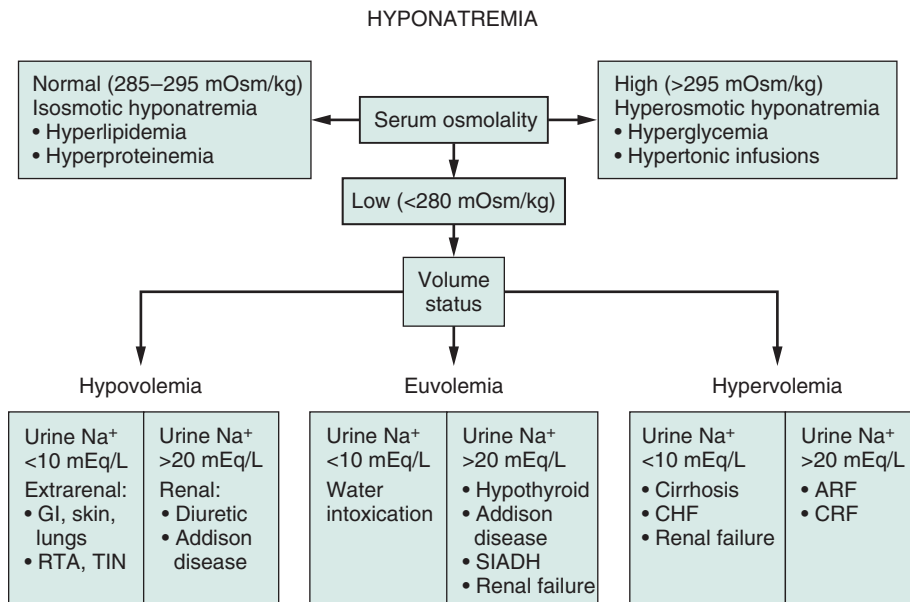 HYPONATREMIA
Normal (285–295 mOsm/kg)
Isosmotic hyponatremia
• Hyperlipidemia
• Hyperproteinemia
Serum osmolality
High (>295 mOsm/kg)
Hyperosmotic hyponatremia
• Hyperglycemia
• Hypertonic infusions
Low (<280 mOsm/kg)
Volume
status
Hypovolemia
Urine Na⁺
<10 mEq/L
Extrarenal:
• GI, skin,
lungs
• RTA, TIN
Urine Na⁺
>20 mEq/L
Renal:
• Diuretic
• Addison
disease
Euvolemia
Urine Na⁺
<10 mEq/L
Water
intoxication
Urine Na⁺
>20 mEq/L
• Hypothyroid
• Addison
disease
• SIADH
• Renal failure
Hypervolemia
Urine Na⁺
<10 mEq/L
• Cirrhosis
• CHF
• Renal failure
Urine Na⁺
>20 mEq/L
• ARF
• CRF